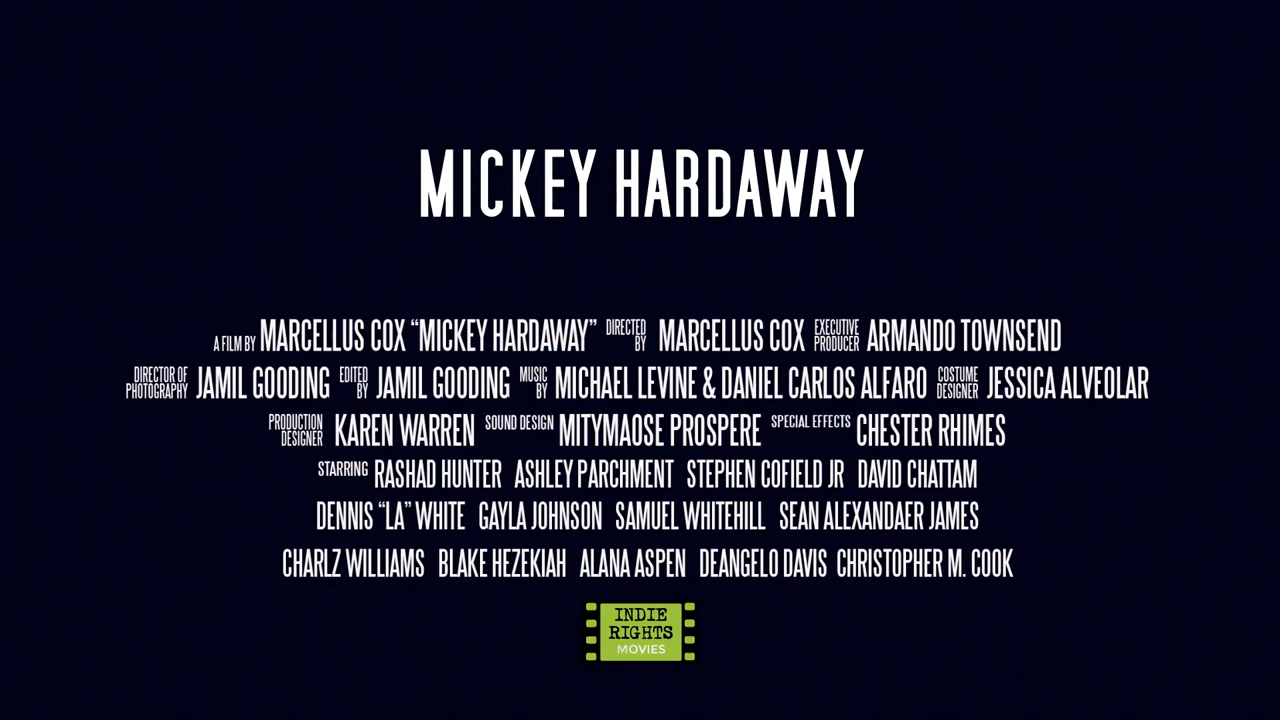 MICKEY HARDAWAY
A FILM BY MARCELLUS COX “MICKEY HARDAWAY” DIRECTED BY MARCELLUS COX EXECUTIVE PRODUCER ARMANDO TOWNSEND
DIRECTOR OF PHOTOGRAPHY JAMIL GOODING EDITED BY JAMIL GOODING MUSIC BY MICHAEL LEVINE & DANIEL CARLOS ALFARO COSTUME DESIGNER JESSICA ALVEOLAR
PRODUCTION DESIGNER KAREN WARREN SOUND DESIGN MITYMAOSE PROSPERE SPECIAL EFFECTS CHESTER RHIMES
STARRING RASHAD HUNTER ASHLEY PARCHMENT STEPHEN COFIELD JR DAVID CHATTAM
DENNIS “LA” WHITE GAYLA JOHNSON SAMUEL WHITEHILL SEAN ALEXANDAER JAMES
CHARLZ WILLIAMS BLAKE HEZEKIAH ALANA ASPEN DEANGELO DAVIS CHRISTOPHER M. COOK
INDIE
RIGHTS
MOVIES